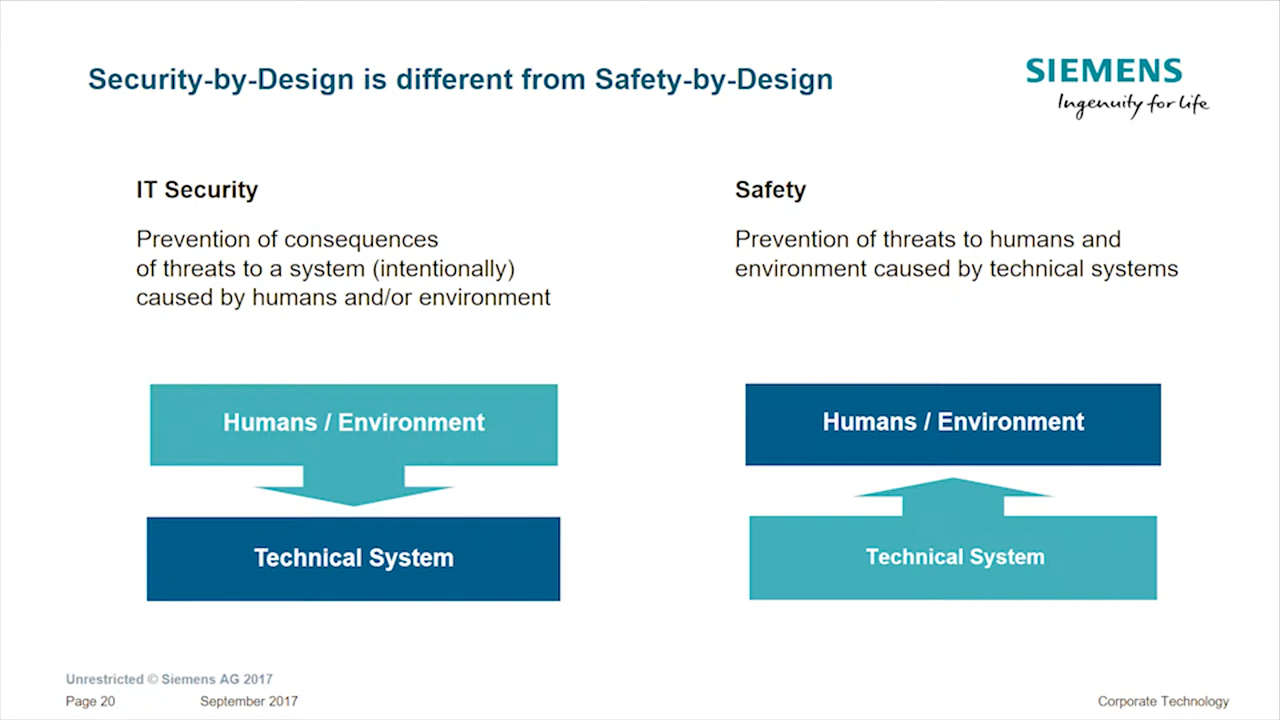 Security-by-Design is different from Safety-by-Design
SIEMENS
Ingenuity for life
IT Security
Prevention of consequences
of threats to a system (intentionally)
caused by humans and/or environment
Safety
Prevention of threats to humans and
environment caused by technical systems
Humans / Environment
Technical System
Humans / Environment
Technical System
Unrestricted © Siemens AG 2017
Page 20
September 2017
Corporate Technology